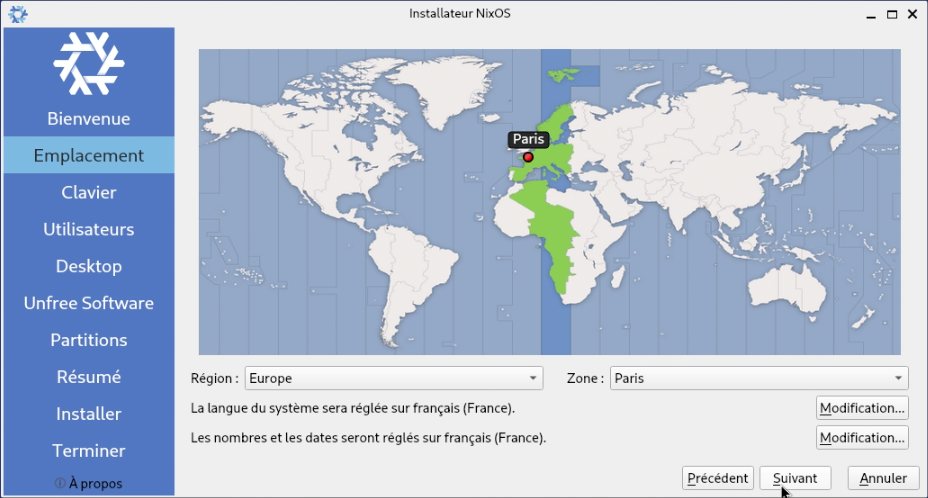 Installateur NixOS
Bienvenue
Emplacement
Clavier
Utilisateurs
Desktop
Unfree Software
Partitions
Résumé
Installer
Terminer
À propos
Paris
Région : Europe Zone : Paris
La langue du système sera réglée sur français (France). Modification...
Les nombres et les dates seront réglés sur français (France). Modification...
Précédent Suivant Annuler